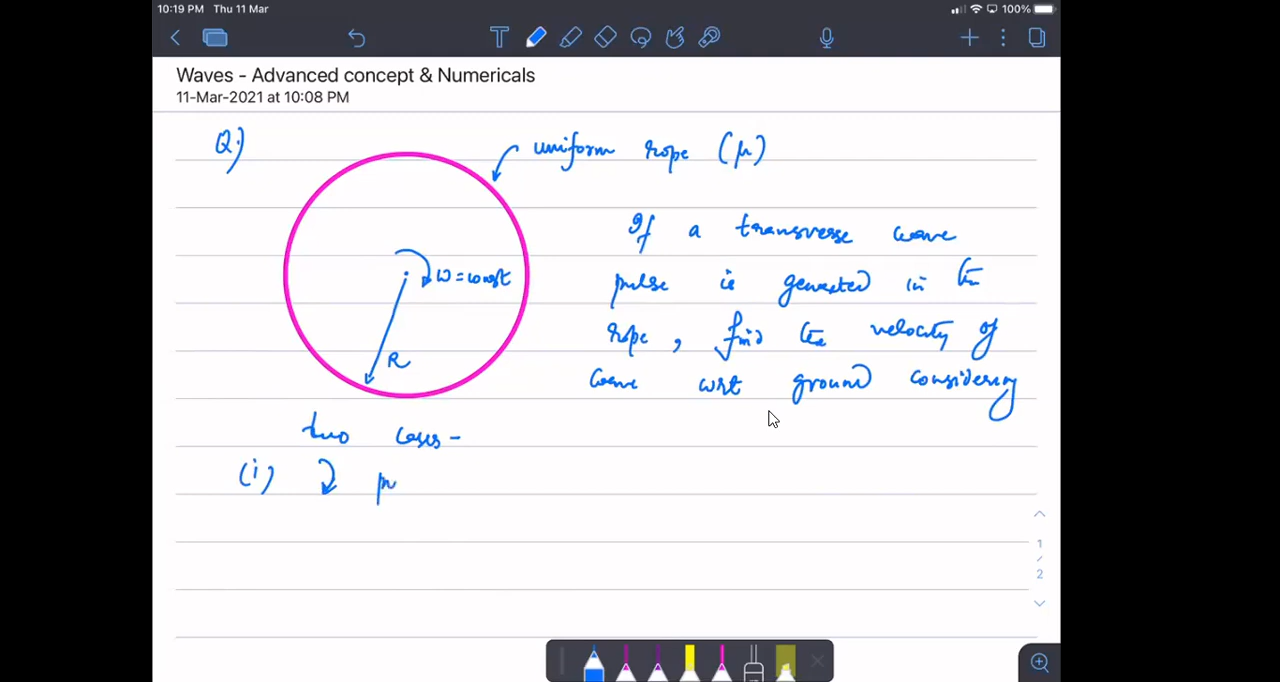 10:19 PM Thu 11 Mar
100%
T
Waves - Advanced concept & Numericals
11-Mar-2021 at 10:08 PM
Q.)
uniform rope (μ)
If a transverse wave
ω = const
pulse is generated in the
rope, find the velocity of
R
wave wrt ground considering
two cases -
(i)
1
2